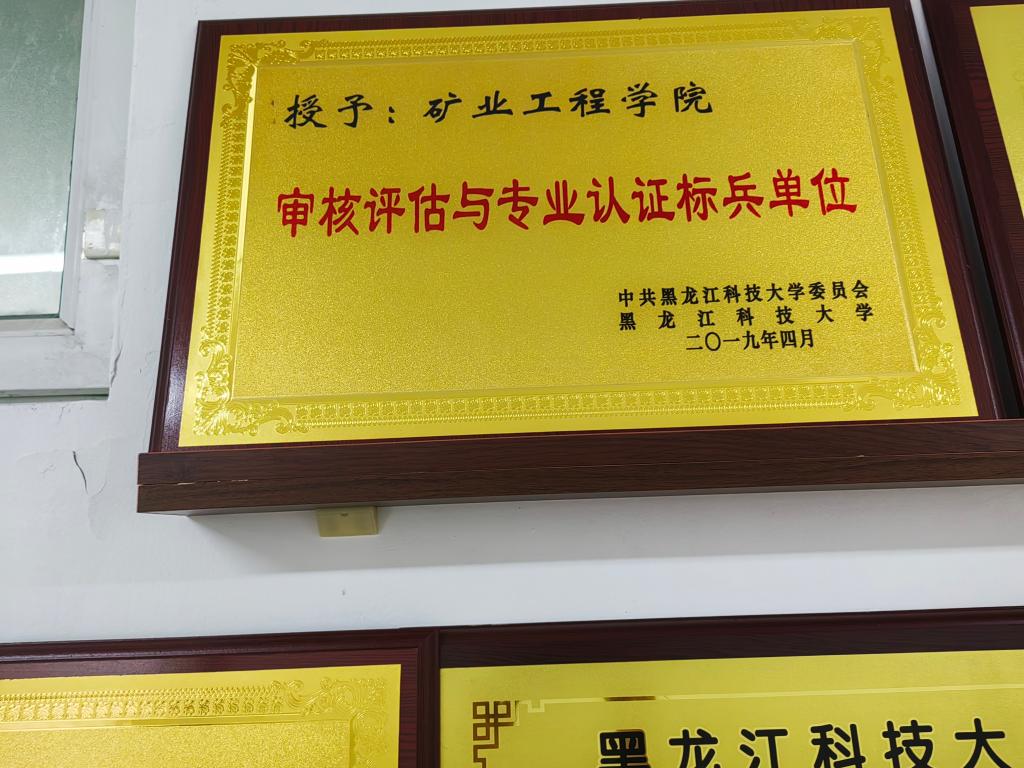 授予：矿业工程学院
审核评估与专业认证标兵单位
中共黑龙江科技大学委员会
黑龙江科技大学
二〇一九年四月
黑龙江科技大